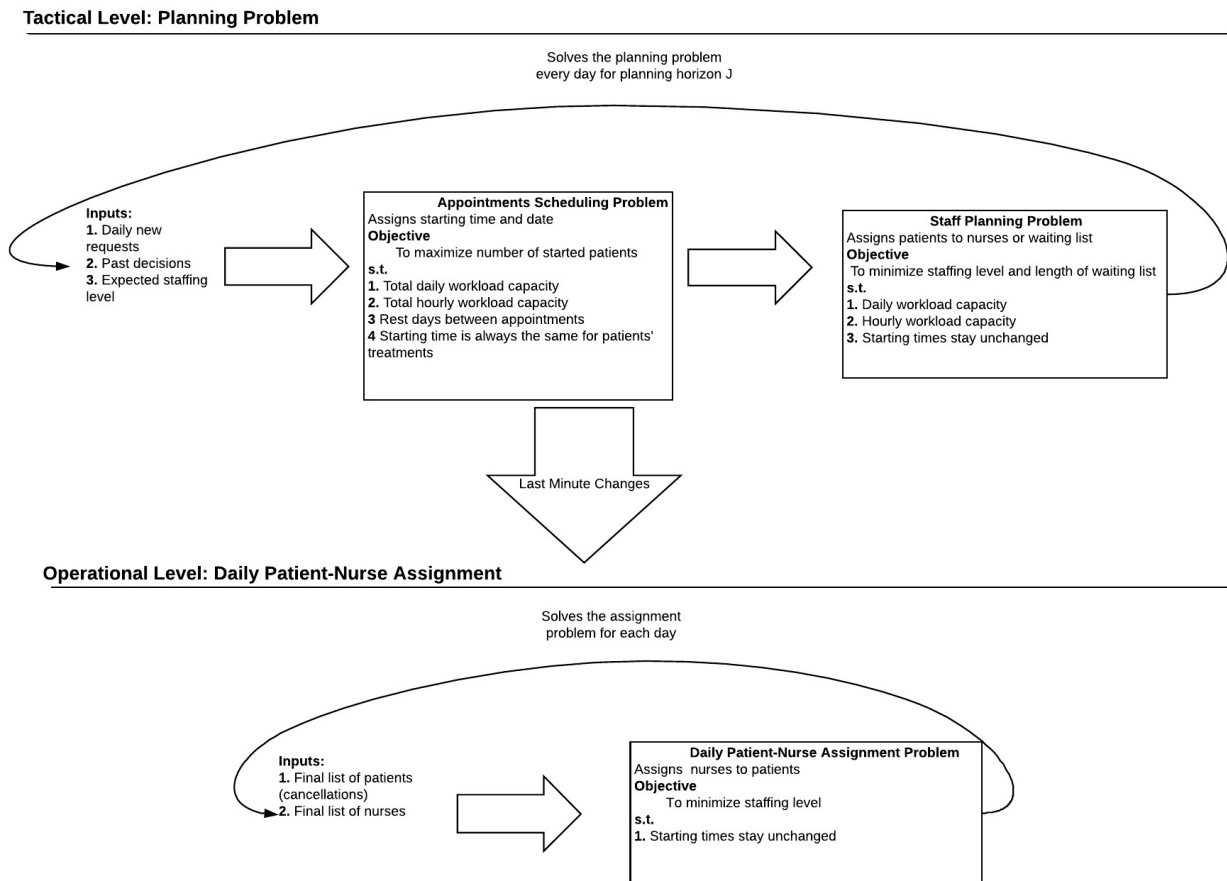 Tactical Level: Planning Problem
Solves the planning problem
every day for planning horizon J
Inputs:
1. Daily new
requests
2. Past decisions
3. Expected staffing
level
Appointments Scheduling Problem
Assigns starting time and date
Objective
To maximize number of started patients
s.t.
1. Total daily workload capacity
2. Total hourly workload capacity
3 Rest days between appointments
4 Starting time is always the same for patients'
treatments
Staff Planning Problem
Assigns patients to nurses or waiting list
Objective
To minimize staffing level and length of waiting list
s.t.
1. Daily workload capacity
2. Hourly workload capacity
3. Starting times stay unchanged
Last Minute Changes
Operational Level: Daily Patient-Nurse Assignment
Solves the assignment
problem for each day
Inputs:
1. Final list of patients
(cancellations)
2. Final list of nurses
Daily Patient-Nurse Assignment Problem
Assigns nurses to patients
Objective
To minimize staffing level
s.t.
1. Starting times stay unchanged